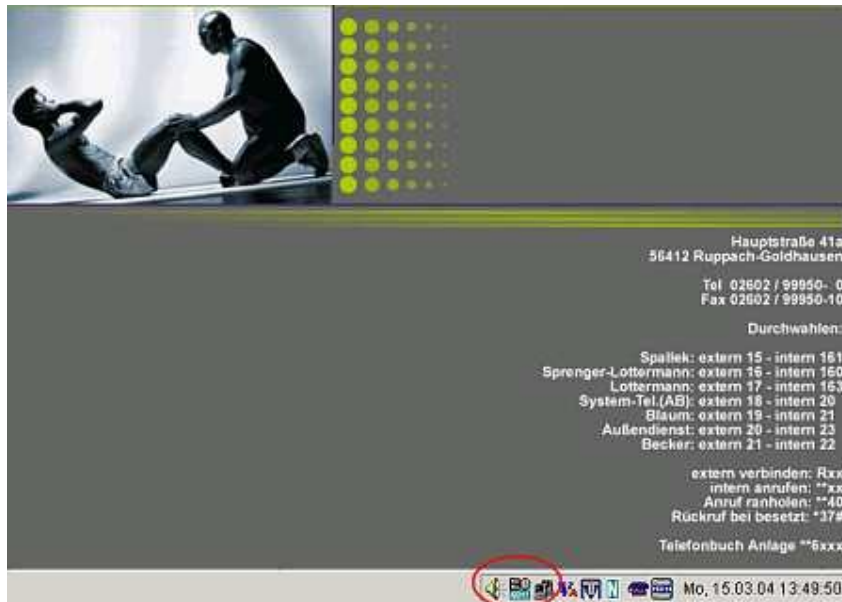 Hauptstraße 41a
56412 Ruppach-Goldhausen
Tel 02602 / 99950- 0
Fax 02602 / 99950-10
Durchwahlen:
Spallek: extern 15 - intern 161
Sprenger-Lottermann: extern 16 - intern 160
Lottermann: extern 17 - intern 163
System-Tel.(AB): extern 18 - intern 20
Blaum: extern 19 - intern 21
Außendienst: extern 20 - intern 23
Becker: extern 21 - intern 22
extern verbinden: Rxx
intern anrufen: **xx
Anruf ranholen: **40
Rückruf bei besetzt: *37#
Telefonbuch Anlage **6xxx
Mo, 15.03.04 13:49:50